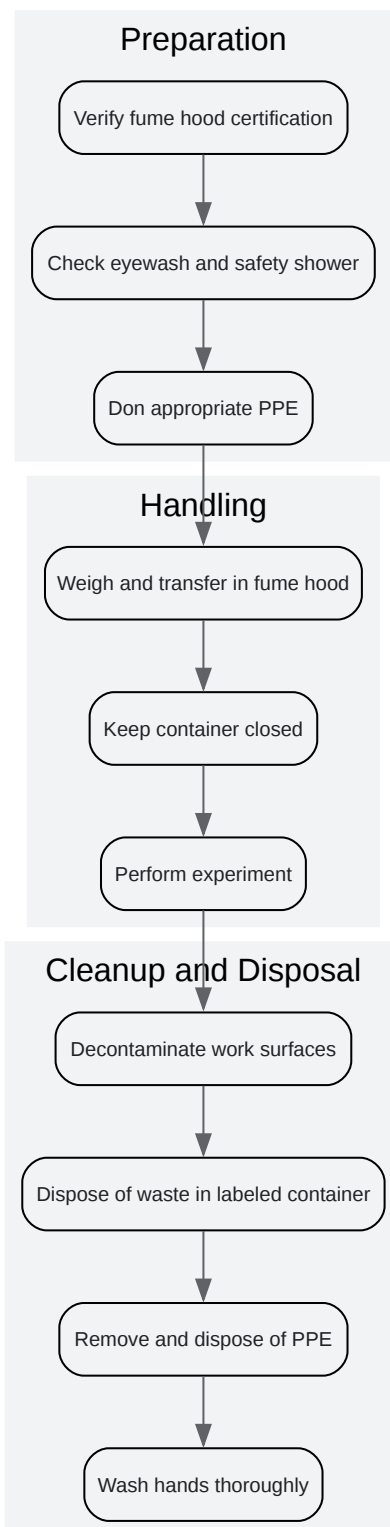 Preparation
Verify fume hood certification
Check eyewash and safety shower
Don appropriate PPE
Handling
Weigh and transfer in fume hood
Keep container closed
Perform experiment
Cleanup and Disposal
Decontaminate work surfaces
Dispose of waste in labeled container
Remove and dispose of PPE
Wash hands thoroughly